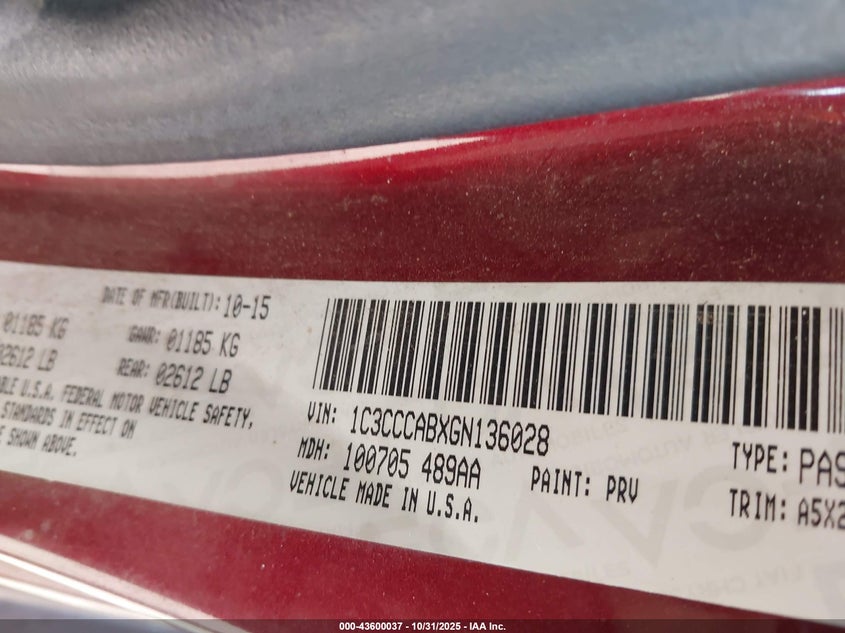 DATE OF MFR(BUILT): 10-15
01185 KG GAWR: 01185 KG
02612 LB REAR: 02612 LB
U.S.A. FEDERAL MOTOR VEHICLE SAFETY,
STANDARDS IN EFFECT ON
SHOWN ABOVE.
VIN: 1C3CCCABXGN136028
MDH: 100705 489AA PAINT: PRV
VEHICLE MADE IN U.S.A.
TYPE:
TRIM:
000-43600037 - 10/31/2025 - IAA Inc.